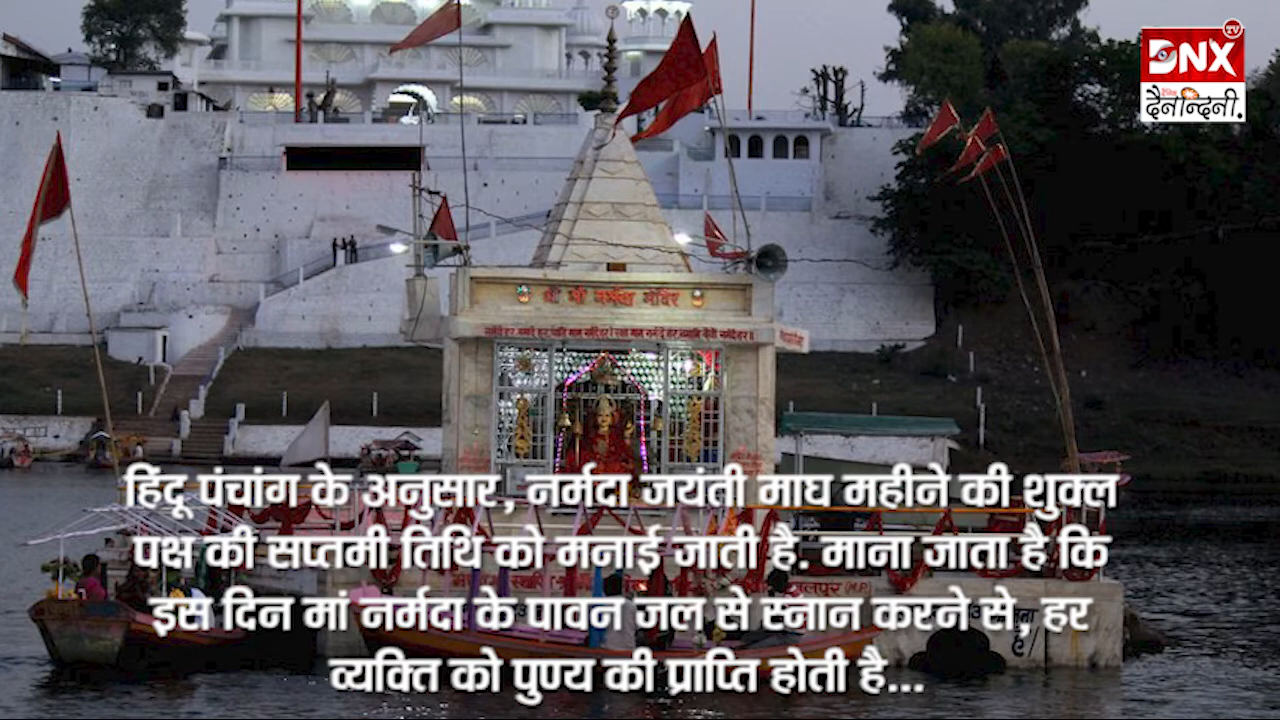 DNX TV
दैनिक
दैनन्दिनी.
श्री माँ नर्मदा मंदिर
हिंदू पंचांग के अनुसार, नर्मदा जयंती माघ महीने की शुक्ल
पक्ष की सप्तमी तिथि को मनाई जाती है. माना जाता है कि
इस दिन मां नर्मदा के पावन जल से स्नान करने से, हर
व्यक्ति को पुण्य की प्राप्ति होती है...